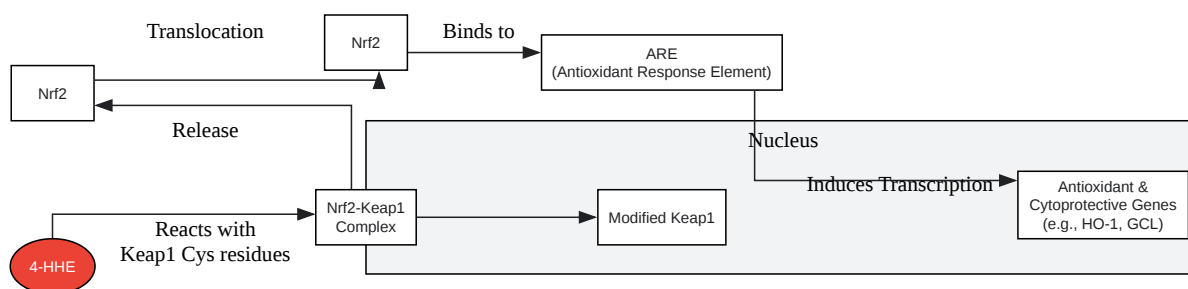 Translocation
Nrf2
Binds to
ARE
(Antioxidant Response Element)
Nrf2
Release
Nucleus
Induces Transcription
Antioxidant &
Cytoprotective Genes
(e.g., HO-1, GCL)
Nrf2-Keap1
Complex
Modified Keap1
Reacts with
Keap1 Cys residues
4-HHE